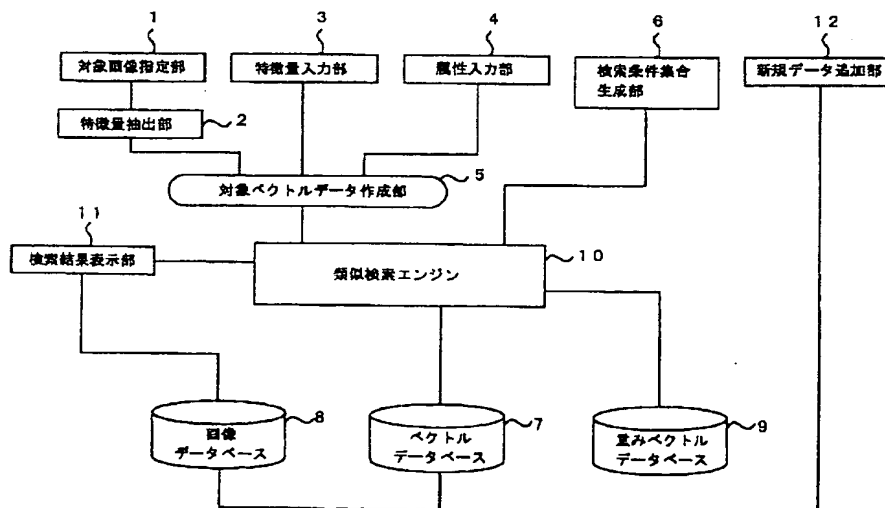 1
3
4
6
12
対象画像指定部
特徴量入力部
属性入力部
検索条件集合
生成部
新規データ追加部
特徴量抽出部
2
対象ベクトルデータ作成部
5
11
検索結果表示部
類似検索エンジン
10
画像
データベース
8
ベクトル
データベース
7
重みベクトル
データベース
9